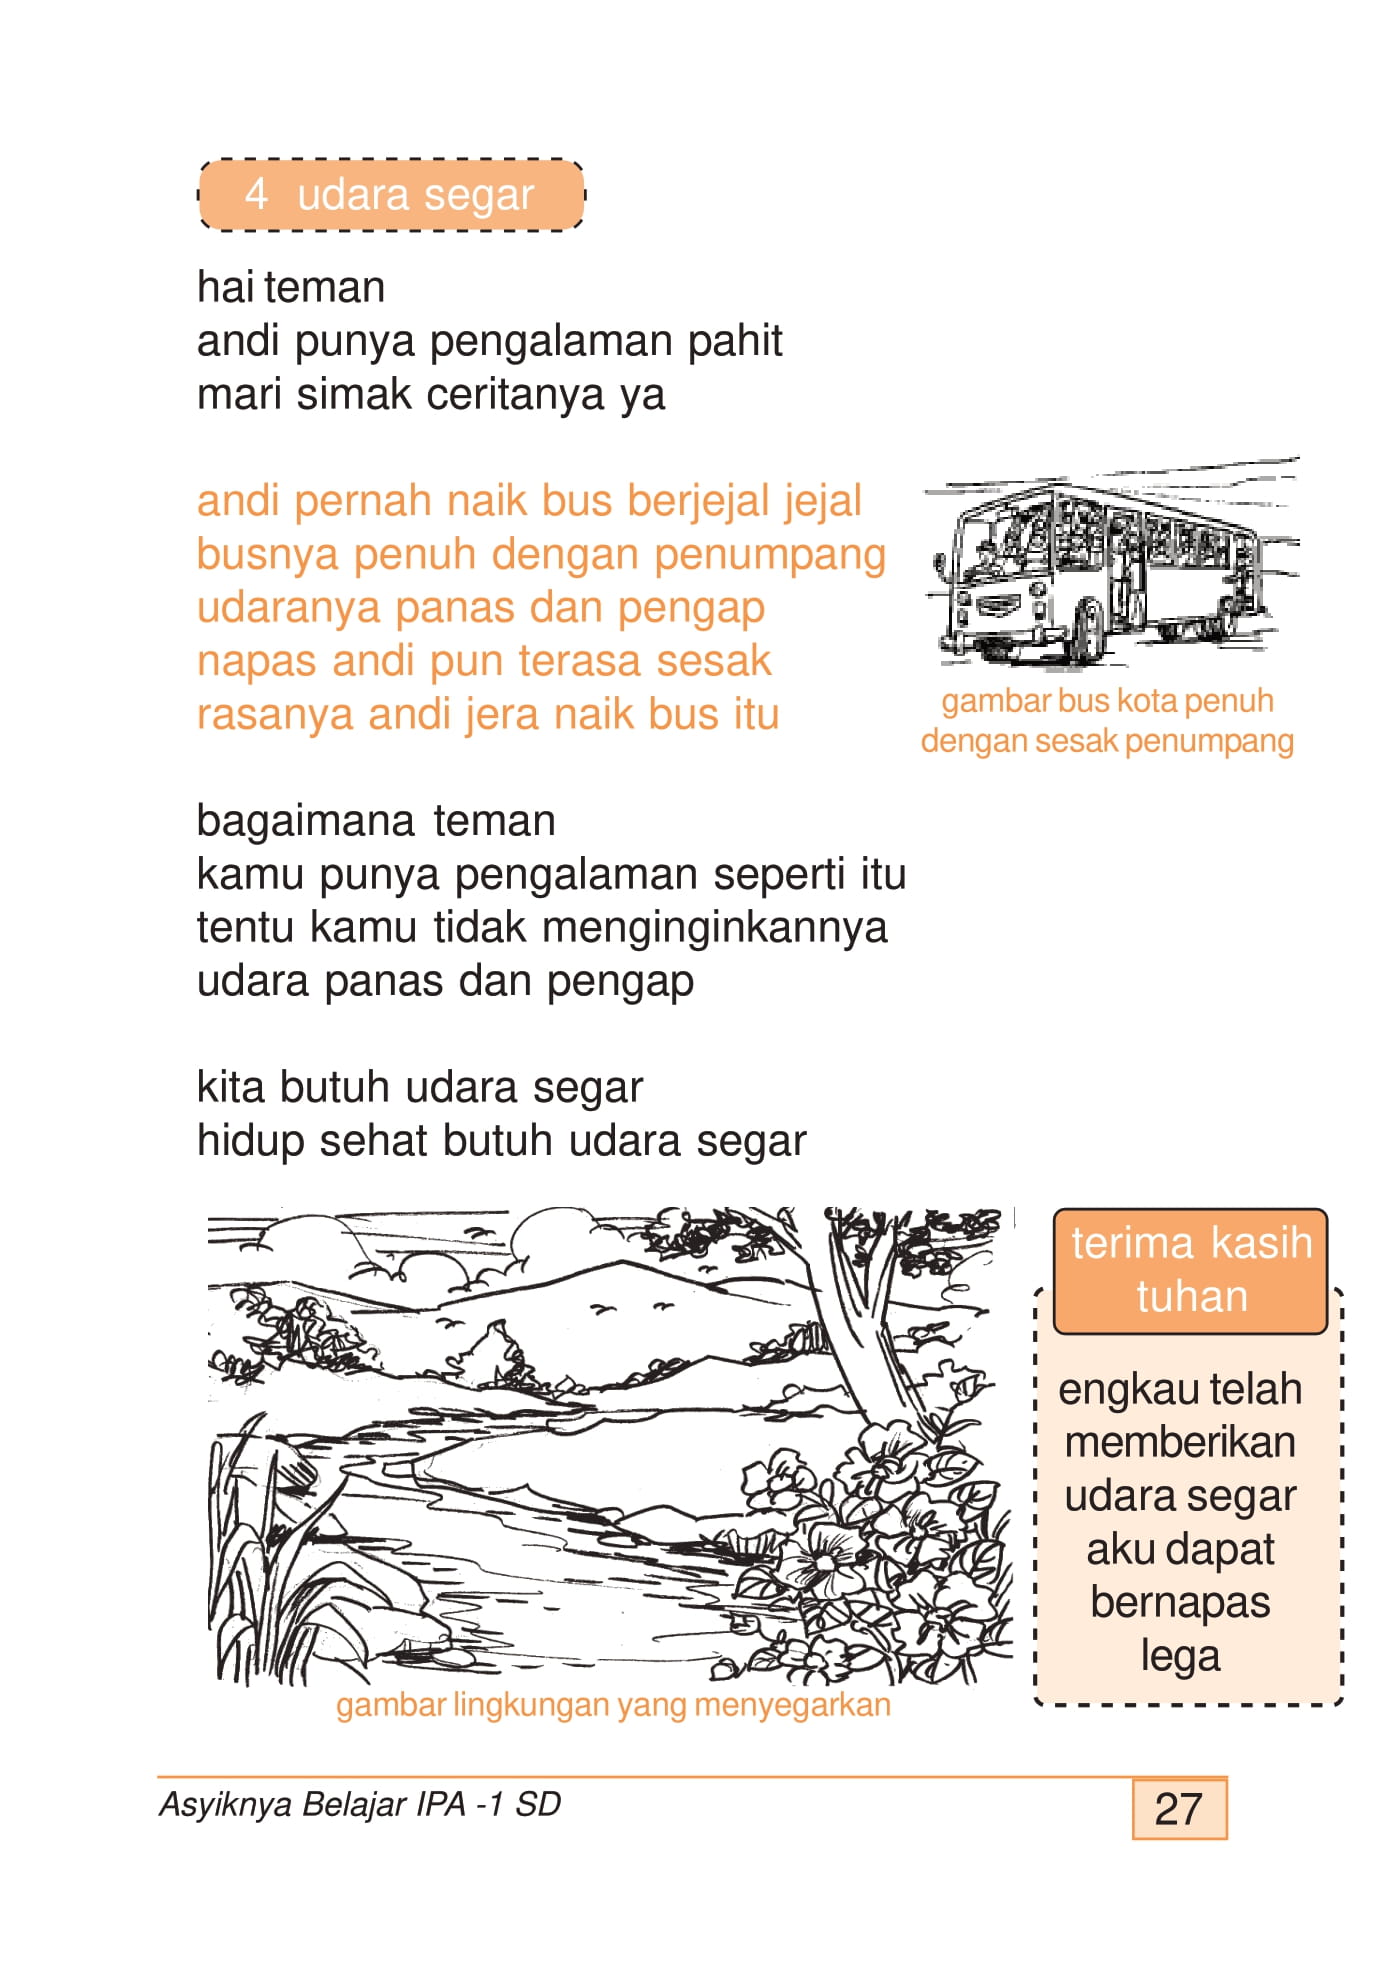 4 udara segar
hai teman
andi punya pengalaman pahit
mari simak ceritanya ya
andi pernah naik bus berjejal jejal
busnya penuh dengan penumpang
udaranya panas dan pengap
napas andi pun terasa sesak
rasanya andi jera naik bus itu
gambar bus kota penuh
dengan sesak penumpang
bagaimana teman
kamu punya pengalaman seperti itu
tentu kamu tidak menginginkannya
udara panas dan pengap
kita butuh udara segar
hidup sehat butuh udara segar
gambar lingkungan yang menyegarkan
terima kasih
tuhan
engkau telah
memberikan
udara segar
aku dapat
bernapas
lega
Asyiknya Belajar IPA -1 SD
27